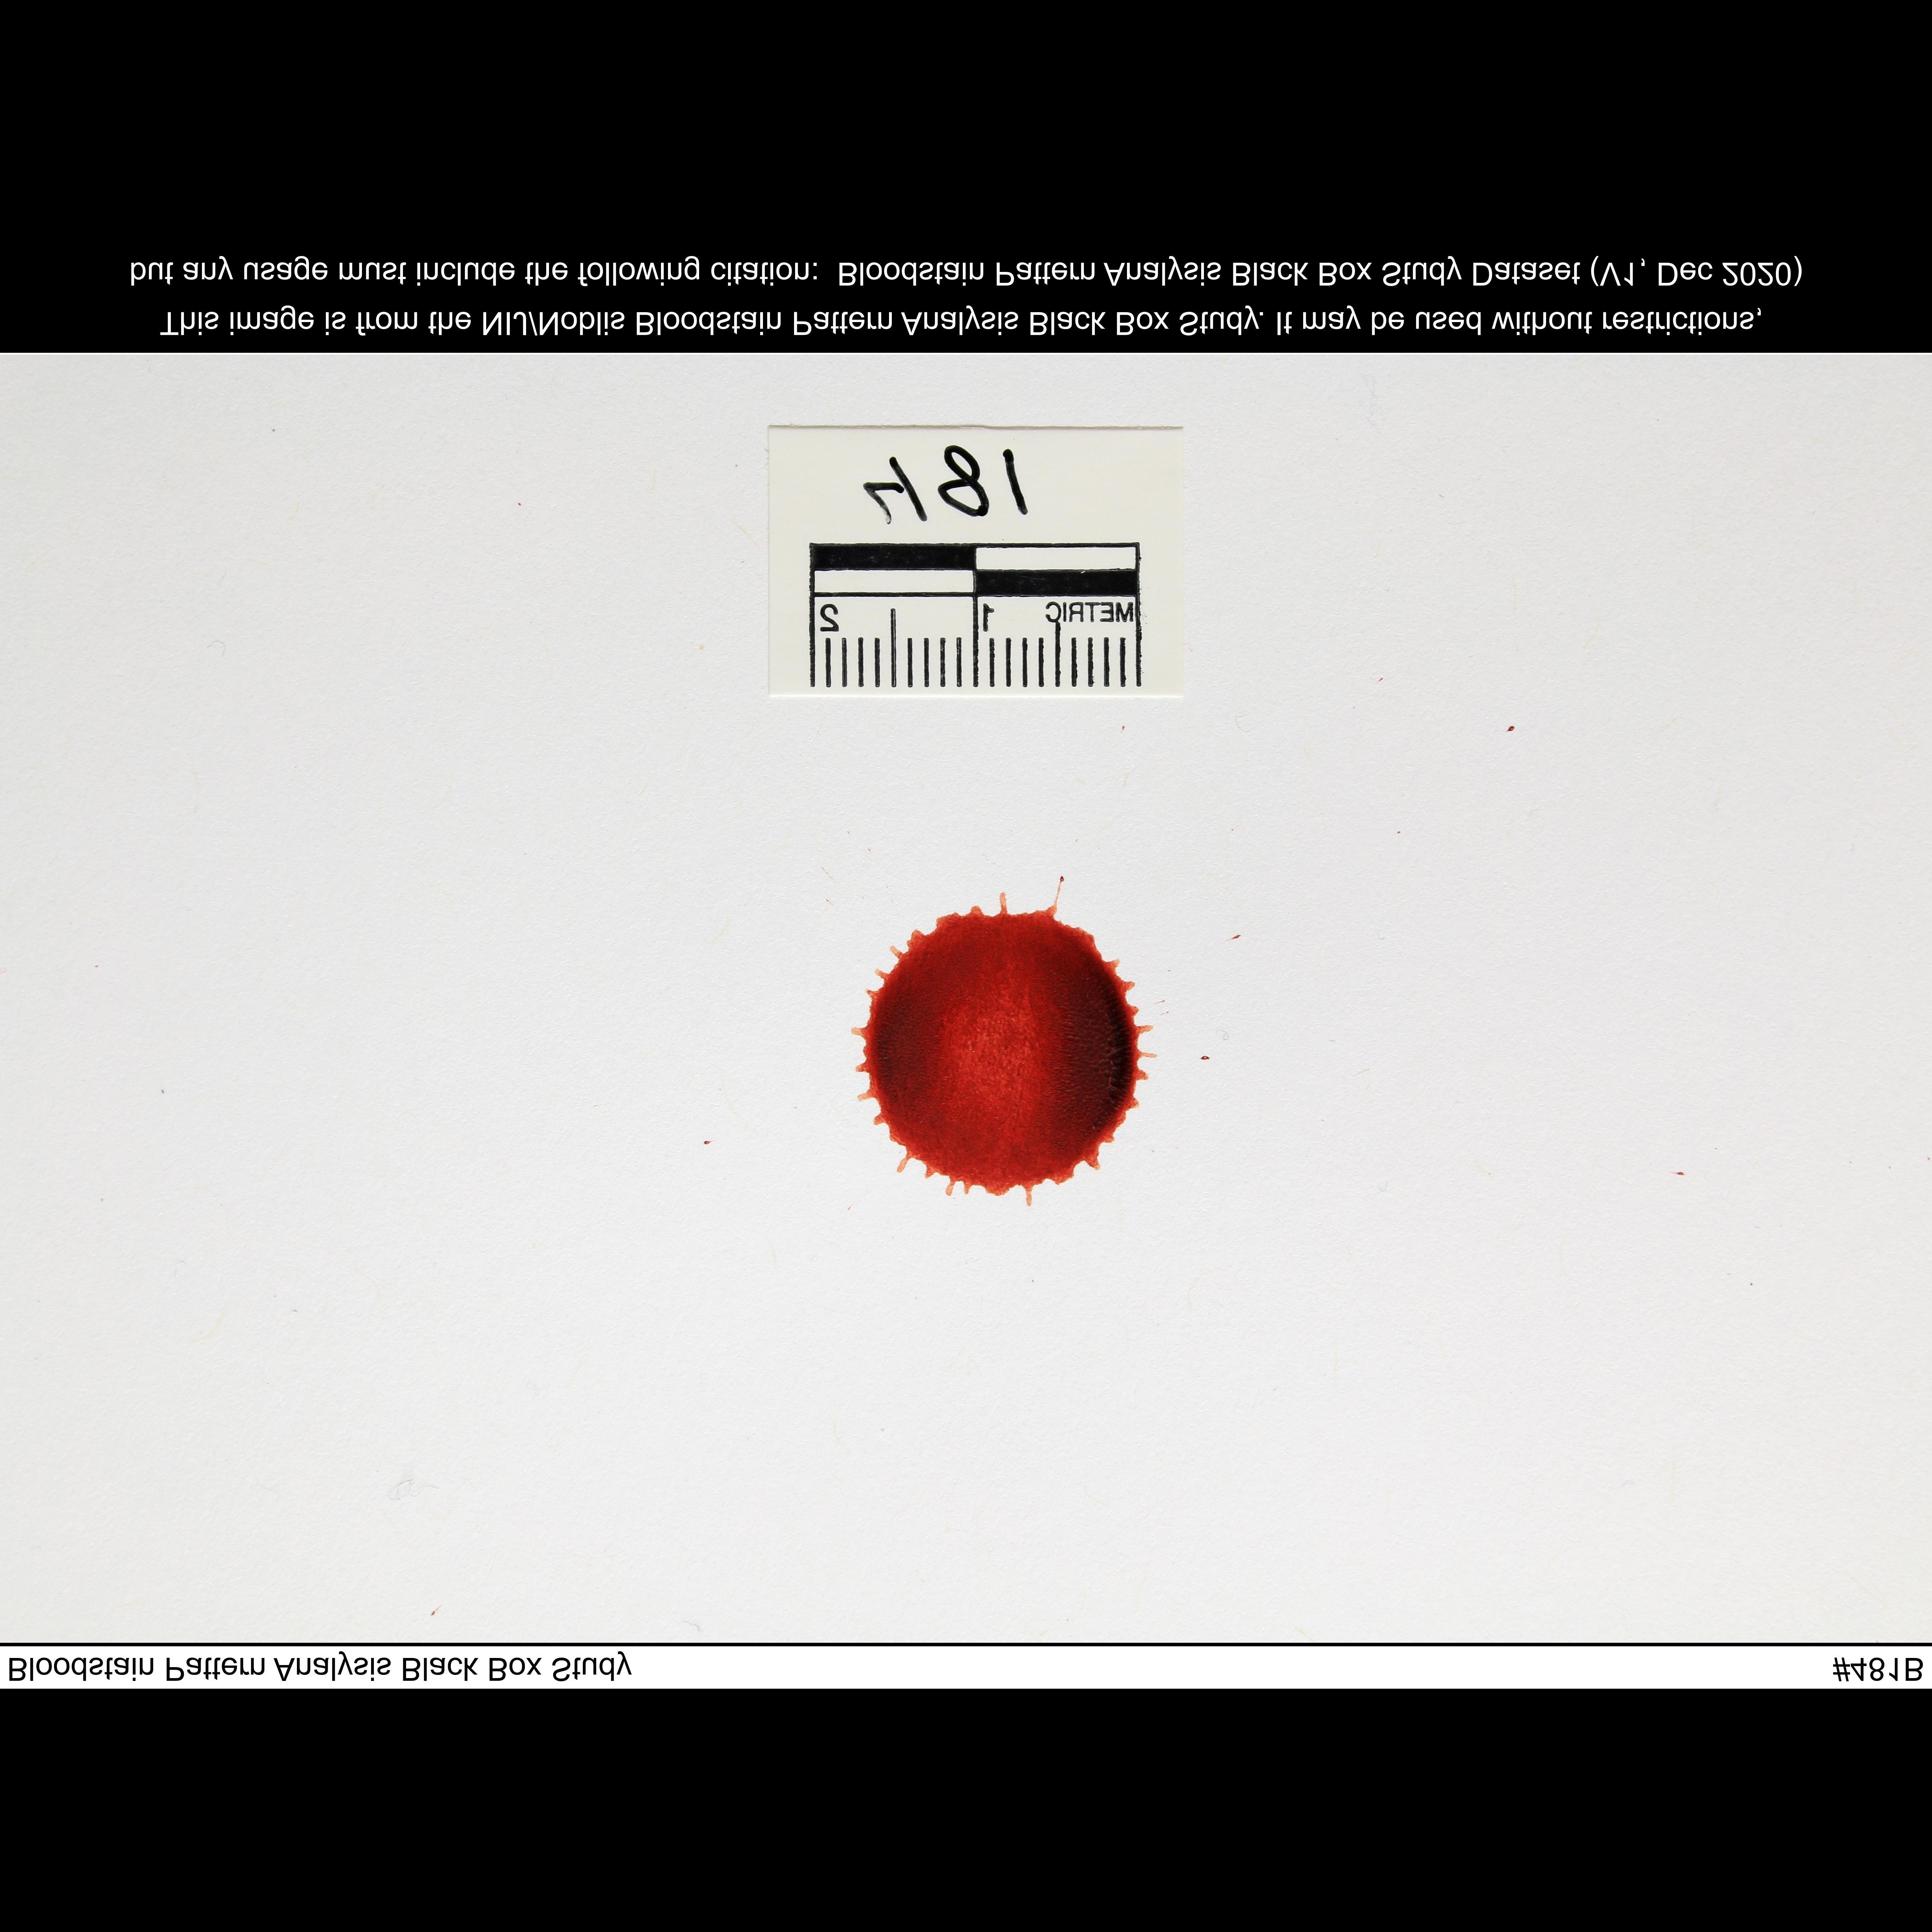 Bloodstain Pattern Analysis Black Box Study #481B
184
METRIC 1 2
This image is from the NIJ/Noblis Bloodstain Pattern Analysis Black Box Study. It may be used without restrictions,
but any usage must include the following citation: Bloodstain Pattern Analysis Black Box Study Dataset (V1, Dec 2020)